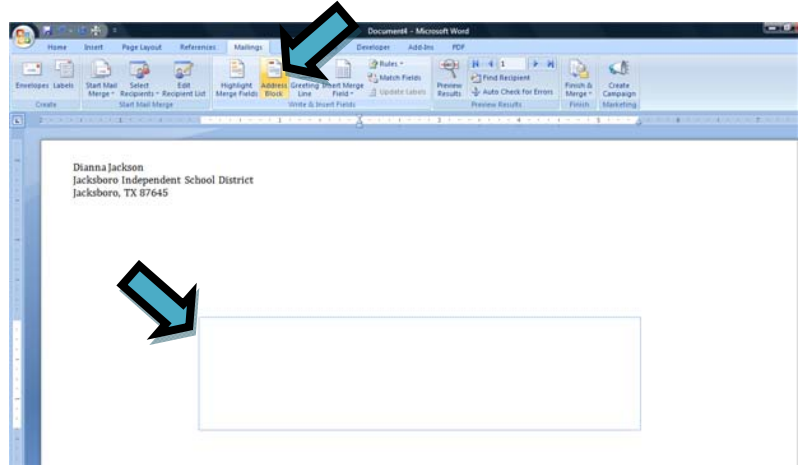 Document4 - Microsoft Word
Home Insert Page Layout References Mailings Developer Add-Ins PDF
Envelopes Labels
Start Mail Merge
Select Recipients
Edit Recipient List
Highlight Merge Fields
Address Block
Greeting Line
Insert Merge Field
Rules
Match Fields
Update Labels
Preview Results
1
Find Recipient
Auto Check for Errors
Finish & Merge
Create Campaign
Create Start Mail Merge Write & Insert Fields Preview Results Finish Marketing
Dianna Jackson
Jacksboro Independent School District
Jacksboro, TX 87645